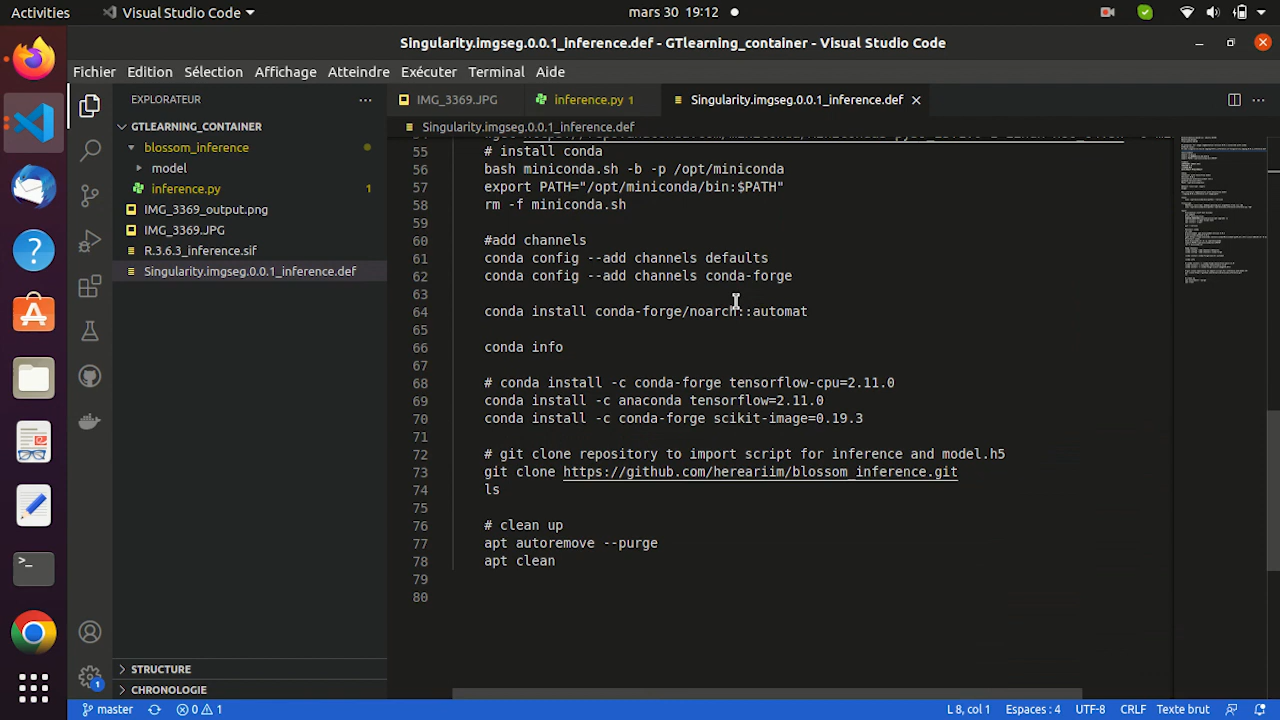 Activities
Visual Studio Code
mars 30 19:12
Singularity.imgseg.0.0.1_inference.def - GTlearning_container - Visual Studio Code
Fichier Edition Sélection Affichage Atteindre Exécuter Terminal Aide
EXPLORATEUR
GTLEARNING_CONTAINER
blossom_inference
model
inference.py 1
IMG_3369_output.png
IMG_3369.JPG
R.3.6.3_inference.sif
Singularity.imgseg.0.0.1_inference.def
STRUCTURE
CHRONOLOGIE
IMG_3369.JPG
inference.py 1
Singularity.imgseg.0.0.1_inference.def
Singularity.imgseg.0.0.1_inference.def
55 # install conda
56 bash miniconda.sh -b -p /opt/miniconda
57 export PATH="/opt/miniconda/bin:$PATH"
58 rm -f miniconda.sh
59
60 #add channels
61 conda config --add channels defaults
62 conda config --add channels conda-forge
63
64 conda install conda-forge/noarch::automat
65
66 conda info
67
68 # conda install -c conda-forge tensorflow-cpu=2.11.0
69 conda install -c anaconda tensorflow=2.11.0
70 conda install -c conda-forge scikit-image=0.19.3
71
72 # git clone repository to import script for inference and model.h5
73 git clone https://github.com/hereariim/blossom_inference.git
74 ls
75
76 # clean up
77 apt autoremove --purge
78 apt clean
79
80
1
master
0 1
L 8, col 1
Espaces : 4
UTF-8
CRLF
Texte brut